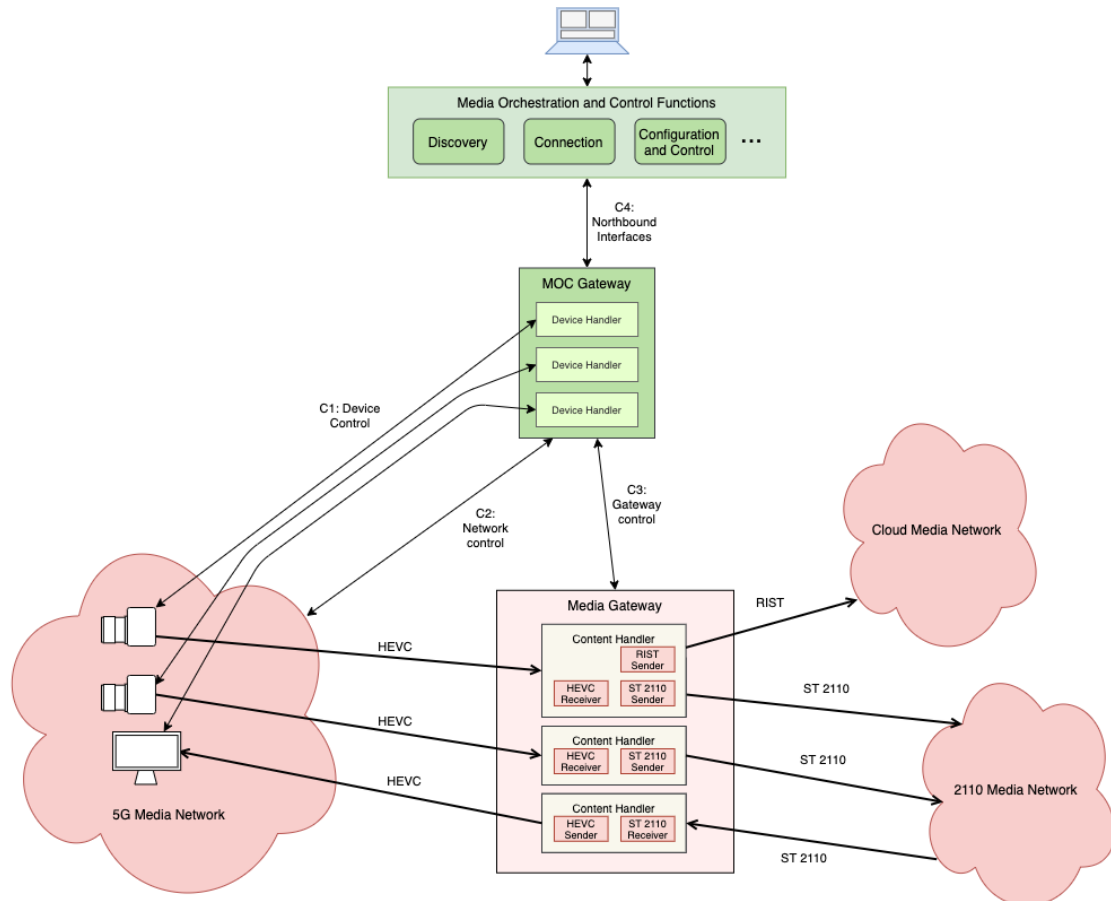 Media Orchestration and Control Functions
Discovery
Connection
Configuration
and Control
...
C4:
Northbound
Interfaces
MOC Gateway
Device Handler
Device Handler
Device Handler
C1: Device
Control
C2:
Network
control
C3:
Gateway
control
Cloud Media Network
RIST
Media Gateway
Content Handler
RIST
Sender
HEVC
Receiver
ST 2110
Sender
HEVC
ST 2110
Content Handler
HEVC
Receiver
ST 2110
Sender
HEVC
ST 2110
Content Handler
HEVC
Sender
ST 2110
Receiver
HEVC
ST 2110
5G Media Network
2110 Media Network